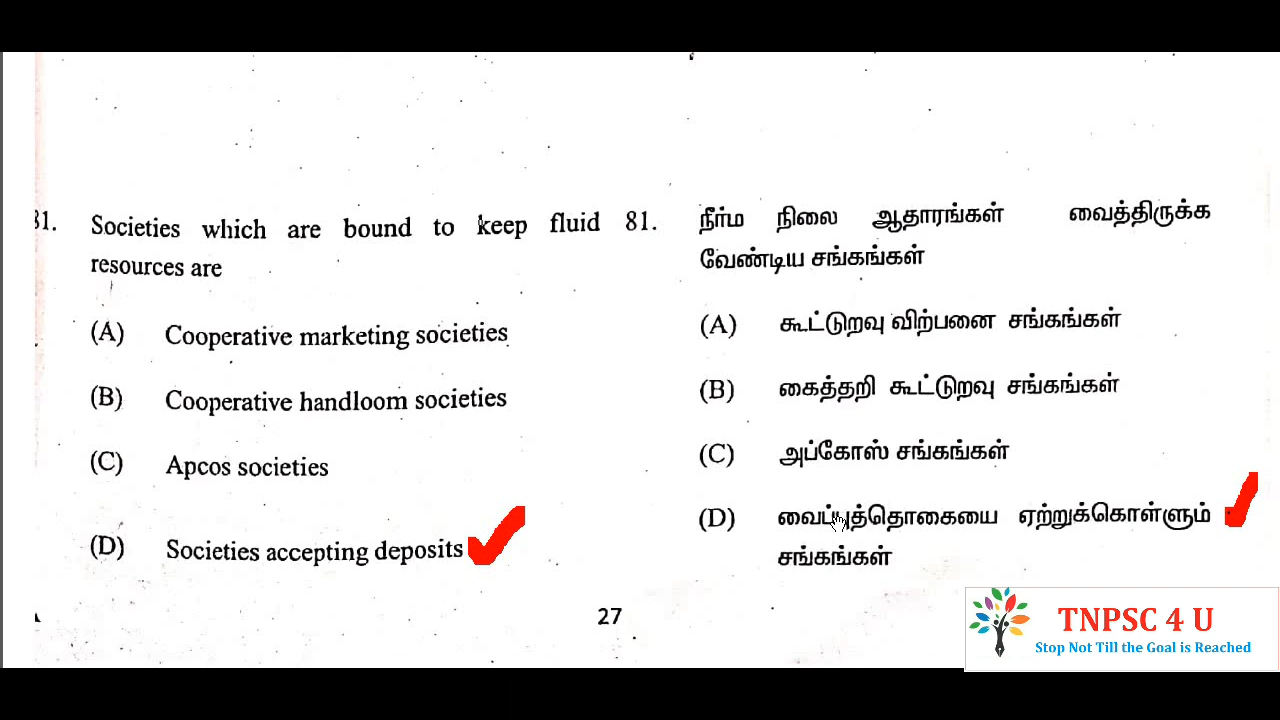 81. Societies which are bound to keep fluid
resources are
(A) Cooperative marketing societies
(B) Cooperative handloom societies
(C) Apcos societies
(D) Societies accepting deposits
81. நீர்ம நிலை ஆதாரங்கள் வைத்திருக்க
வேண்டிய சங்கங்கள்
(A) கூட்டுறவு விற்பனை சங்கங்கள்
(B) கைத்தறி கூட்டுறவு சங்கங்கள்
(C) அப்கோஸ் சங்கங்கள்
(D) வைப்புத்தொகையை ஏற்றுக்கொள்ளும்
சங்கங்கள்
27
TNPSC 4 U
Stop Not Till the Goal is Reached